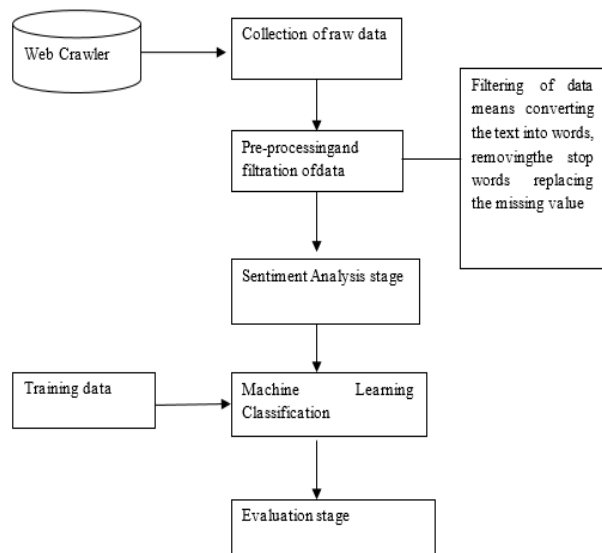 Web Crawler
Collection of raw data
Pre-processingand
filtration ofdata
Filtering of data
means converting
the text into words,
removingthe stop
words replacing
the missing value
Sentiment Analysis stage
Training data
Machine Learning
Classification
Evaluation stage